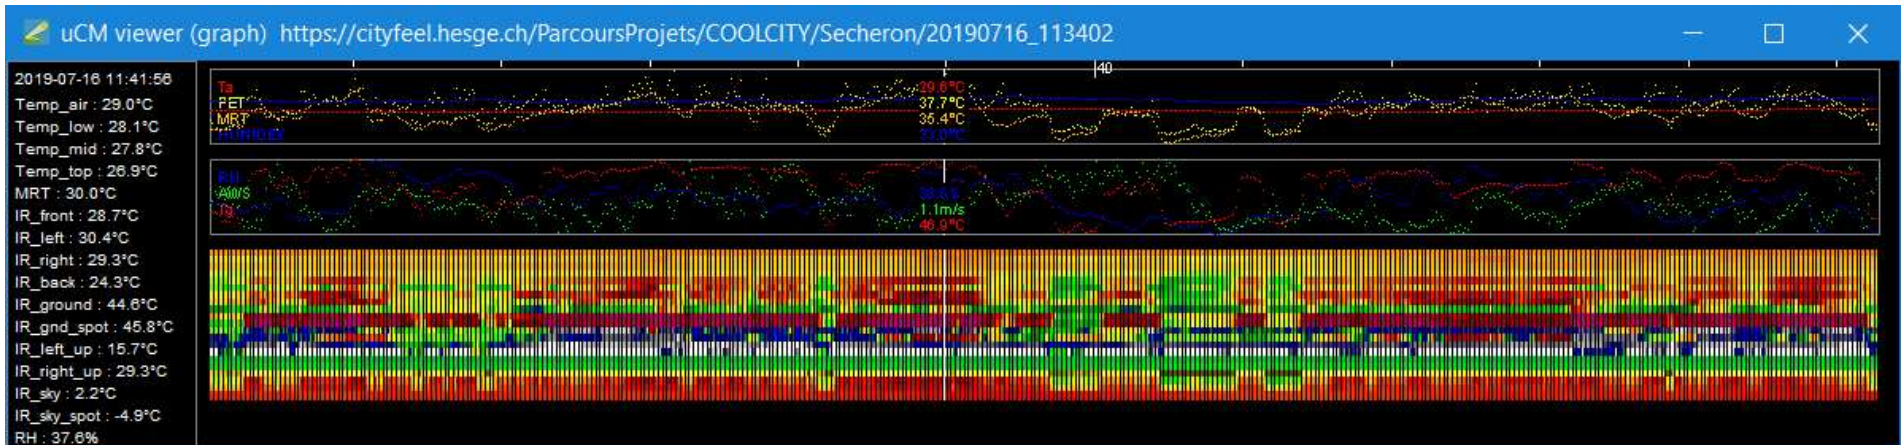 uCM viewer (graph) https://cityfeel.hesge.ch/ParcoursProjets/COOLCITY/Secheron/20190716_113402
2019-07-16 11:41:56
Temp_air : 29.0°C
Temp_low : 28.1°C
Temp_mid : 27.8°C
Temp_top : 26.9°C
MRT : 30.0°C
IR_front : 28.7°C
IR_left : 30.4°C
IR_right : 29.3°C
IR_back : 24.3°C
IR_ground : 44.6°C
IR_gnd_spot : 45.8°C
IR_left_up : 15.7°C
IR_right_up : 29.3°C
IR_sky : 2.2°C
IR_sky_spot : -4.9°C
RH : 37.6%
40
Ta 29.6°C
PET 37.7°C
MRT 35.4°C
RH
AWS 1.1m/s
Tg 46.9°C